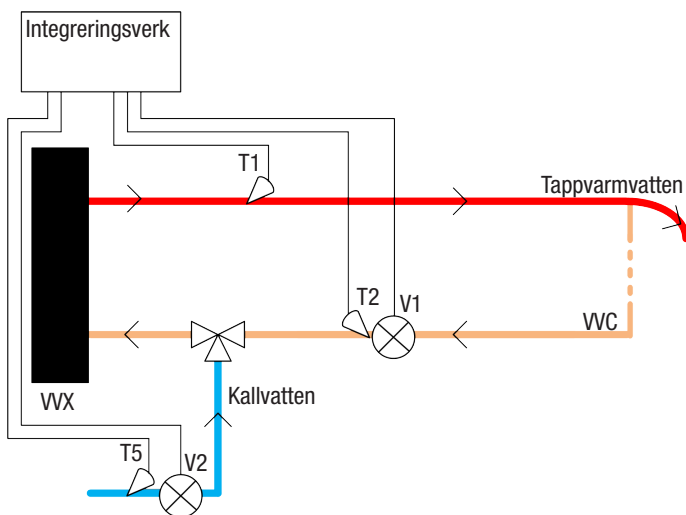 Integreringsverk
T1
Tappvarmvatten
T2
V1
VVC
VVX
Kallvatten
T5
V2